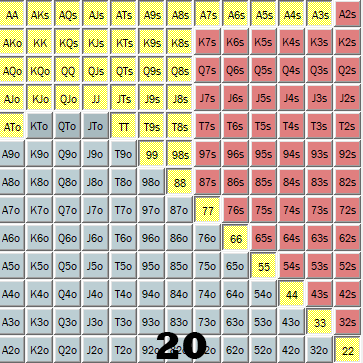 AA AKs AQs AJs ATs A9s A8s A7s A6s A5s A4s A3s A2s
AKo KK KQs KJs KTs K9s K8s K7s K6s K5s K4s K3s K2s
AQo KQo QQ QJs QTs Q9s Q8s Q7s Q6s Q5s Q4s Q3s Q2s
AJo KJo QJo JJ JTs J9s J8s J7s J6s J5s J4s J3s J2s
ATo KTo QTo JTo TT T9s T8s T7s T6s T5s T4s T3s T2s
A9o K9o Q9o J9o T9o 99 98s 97s 96s 95s 94s 93s 92s
A8o K8o Q8o J8o T8o 98o 88 87s 86s 85s 84s 83s 82s
A7o K7o Q7o J7o T7o 97o 87o 77 76s 75s 74s 73s 72s
A6o K6o Q6o J6o T6o 96o 86o 76o 66 65s 64s 63s 62s
A5o K5o Q5o J5o T5o 95o 85o 75o 65o 55 54s 53s 52s
A4o K4o Q4o J4o T4o 94o 84o 74o 64o 54o 44 43s 42s
A3o K3o Q3o J3o T3o 93o 83o 73o 63o 53o 43o 33 32s
A2o K2o Q2o J2o T2o 62o 52o 42o 32o 22
20